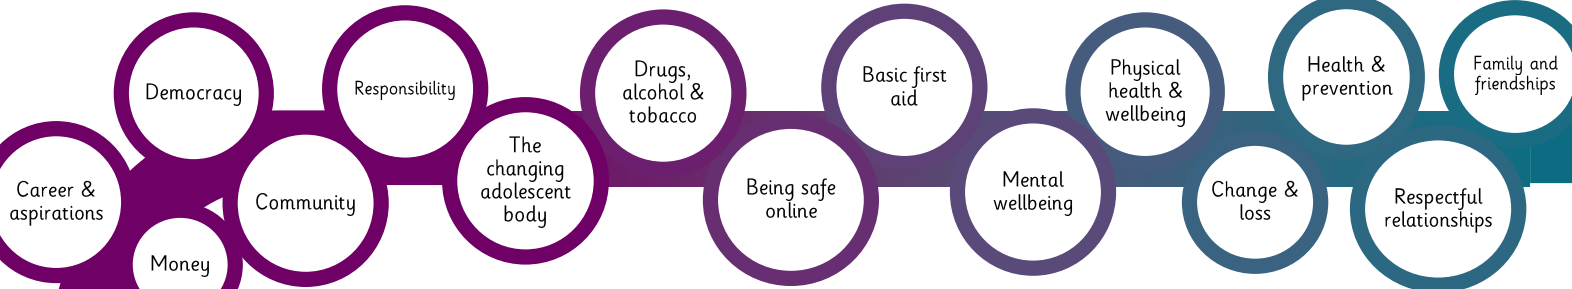 Career &
aspirations
Democracy
Money
Community
Responsibility
The
changing
adolescent
body
Drugs,
alcohol &
tobacco
Being safe
online
Basic first
aid
Mental
wellbeing
Physical
health &
wellbeing
Change &
loss
Health &
prevention
Respectful
relationships
Family and
friendships